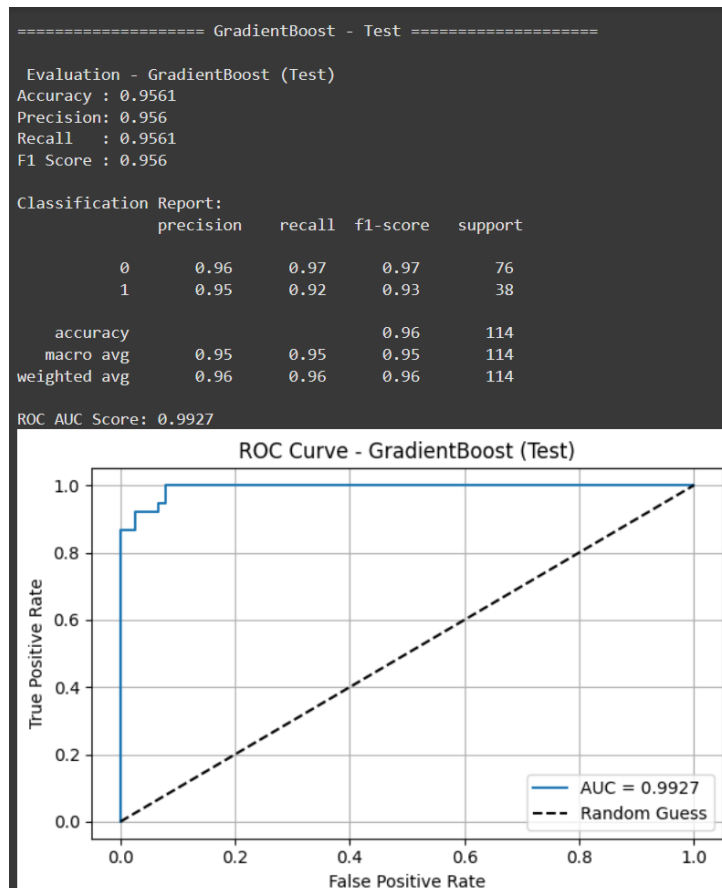 ==================== GradientBoost - Test ====================
Evaluation - GradientBoost (Test)
Accuracy : 0.9561
Precision: 0.956
Recall   : 0.9561
F1 Score : 0.956
Classification Report:
precision    recall  f1-score   support
0       0.96      0.97      0.97        76
1       0.95      0.92      0.93        38
accuracy                           0.96       114
macro avg       0.95      0.95      0.95       114
weighted avg       0.96      0.96      0.96       114
ROC AUC Score: 0.9927
ROC Curve - GradientBoost (Test)
1.0
0.8
0.6
0.4
0.2
0.0
True Positive Rate
AUC = 0.9927
Random Guess
0.0 0.2 0.4 0.6 0.8 1.0
False Positive Rate